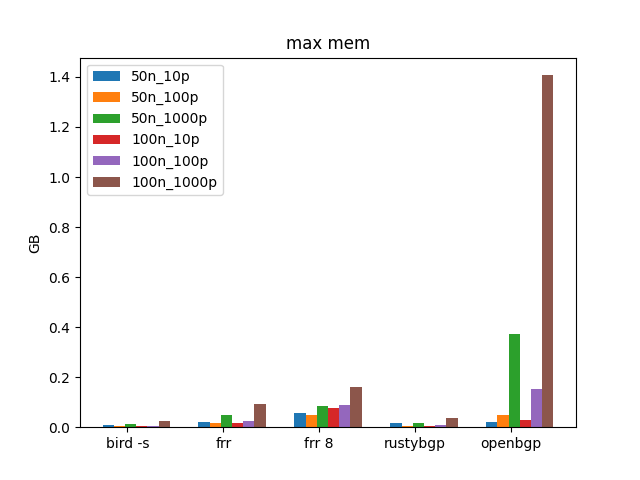 max mem
GB
1.4
1.2
1.0
0.8
0.6
0.4
0.2
0.0
50n_10p
50n_100p
50n_1000p
100n_10p
100n_100p
100n_1000p
bird -s
frr
frr 8
rustybgp
openbgp